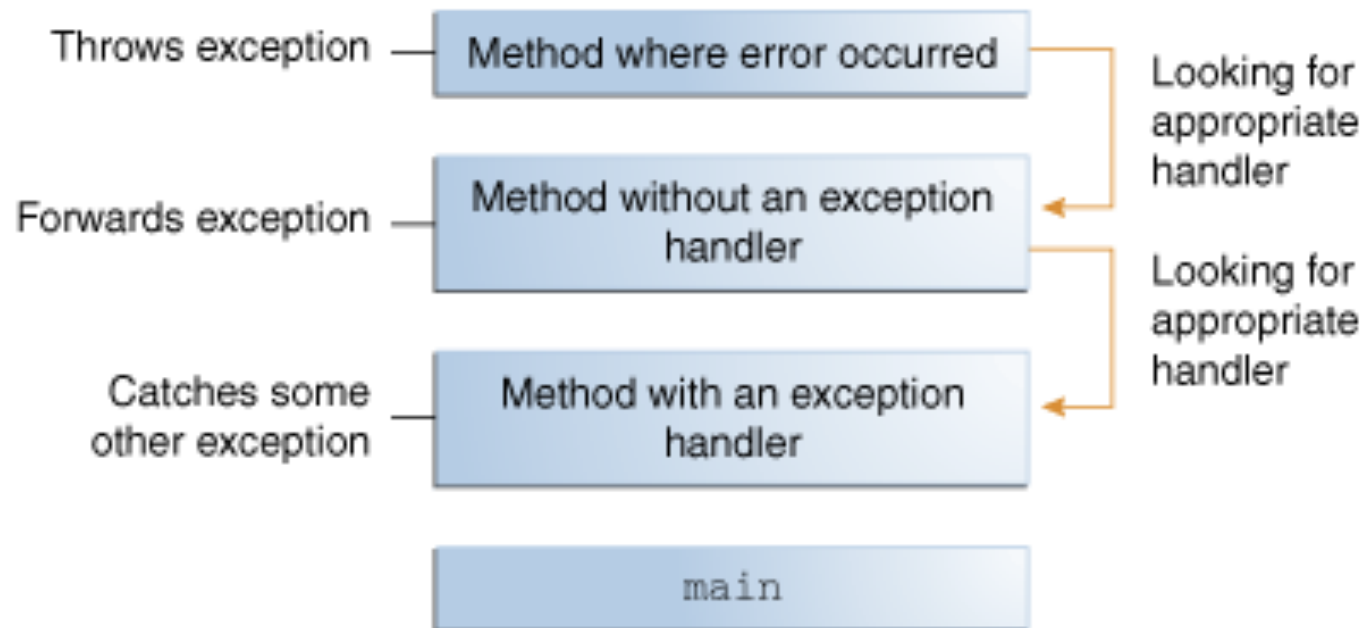 Throws exception
Method where error occurred
Looking for
appropriate
handler
Forwards exception
Method without an exception
handler
Looking for
appropriate
handler
Catches some
other exception
Method with an exception
handler
main